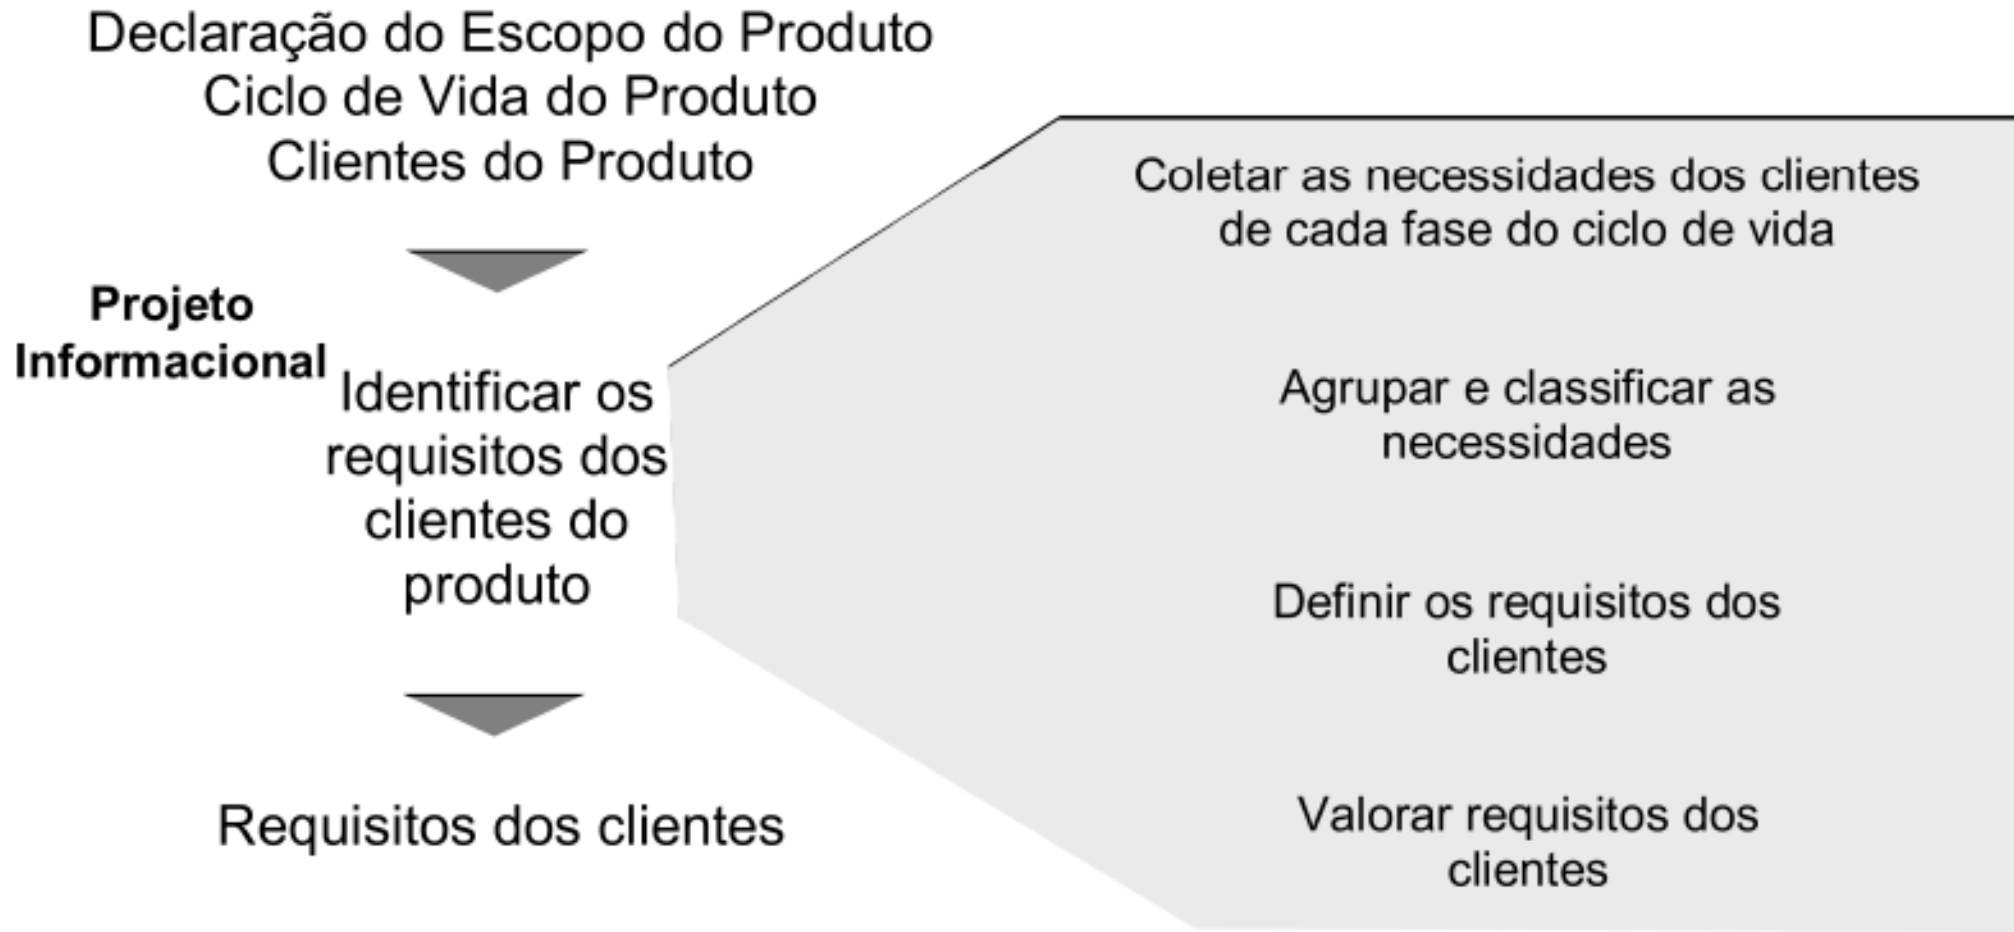 Declaração do Escopo do Produto
Ciclo de Vida do Produto
Clientes do Produto
Projeto
Informacional
Identificar os
requisitos dos
clientes do
produto
Requisitos dos clientes
Coletar as necessidades dos clientes
de cada fase do ciclo de vida
Agrupar e classificar as
necessidades
Definir os requisitos dos
clientes
Valorar requisitos dos
clientes